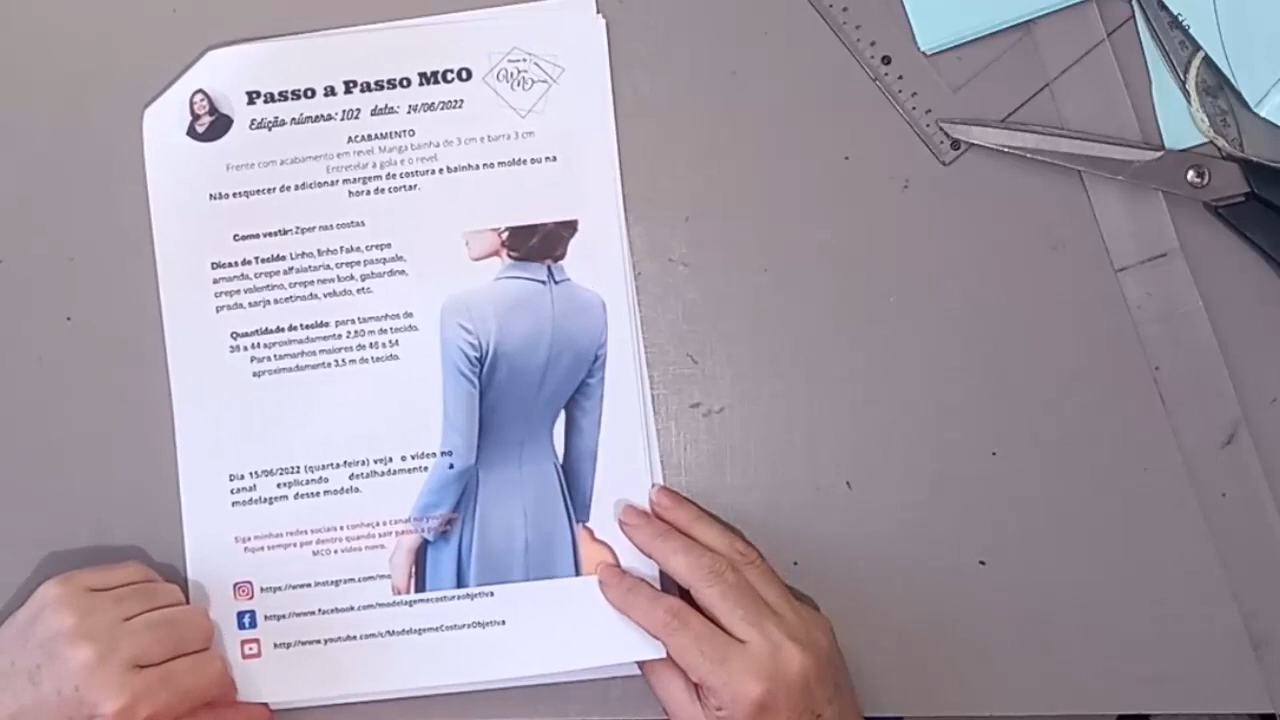 Passo a Passo MCO
Edição número: 102 data: 14/06/2022
ACABAMENTO
Frente com acabamento em revel. Manga bainha de 3 cm e barra 3 cm
Entretelar a gola e o revel.
Não esquecer de adicionar margem de costura e bainha no molde ou na
hora de cortar.
Como vestir: Ziper nas costas
Dicas de Tecido: Linho, linho Fake, crepe
amanda, crepe alfaiataria, crepe pasquale,
crepe valentino, crepe new look, gabardine,
prada, sarja acetinada, veludo, etc.
Quantidade de tecido: para tamanhos de
36 a 44 aproximadamente 2,80 m de tecido.
Para tamanhos maiores de 46 a 54
aproximadamente 3,5 m de tecido.
Dia 15/06/2022 (quarta-feira) veja o vídeo no
canal explicando detalhadamente a
modelagem desse modelo.
Siga minhas redes sociais e conheça o canal no
fique sempre por dentro quando sair passo a
MCO e vídeo novo.
https://www.instagram.com/mo
https://www.facebook.com/modelagemecosturaobjetiva
http://www.youtube.com/c/ModelagemeCosturaObjetiva